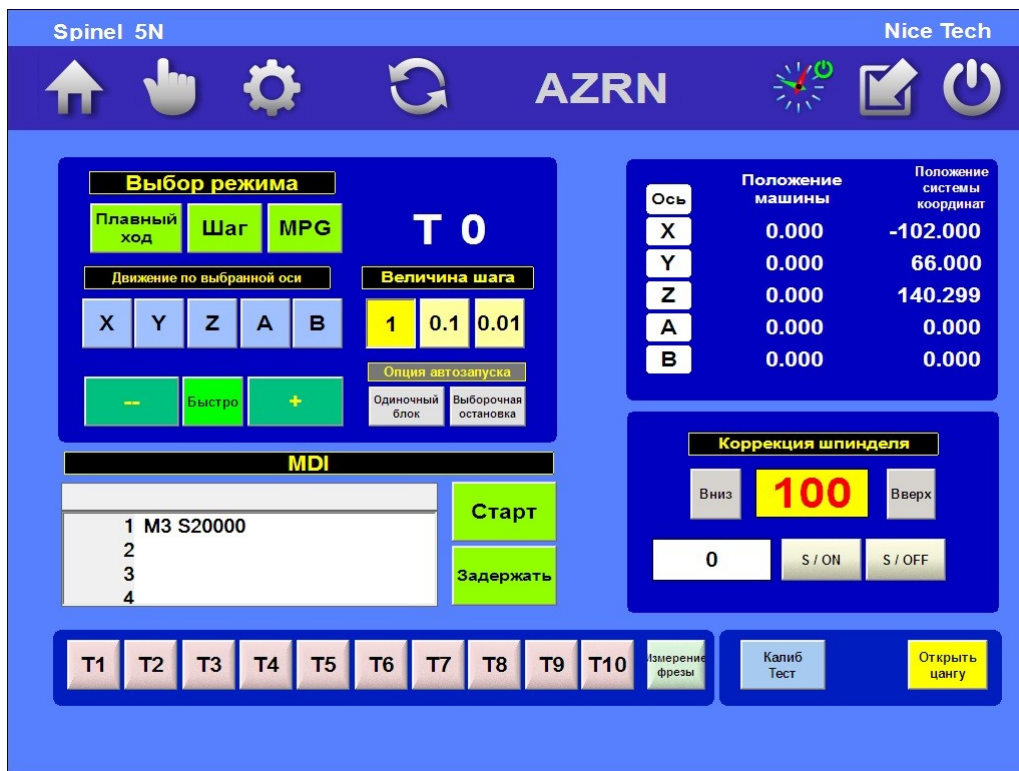 Spinel 5N
Nice Tech
AZRN
Выбор режима
Плавный
ход
Шаг
MPG
T 0
Движение по выбранной оси
Величина шага
X
Y
Z
A
B
1
0.1
0.01
Опция автозапуска
--
Быстро
+
Одиночный
блок
Выборочная
остановка
Ось
Положение
машины
Положение
системы
координат
X 0.000 -102.000
Y 0.000 66.000
Z 0.000 140.299
A 0.000 0.000
B 0.000 0.000
MDI
1 M3 S20000
2
3
4
Старт
Задержать
Коррекция шпинделя
Вниз
100
Вверх
0
S / ON
S / OFF
T1
T2
T3
T4
T5
T6
T7
T8
T9
T10
Измерение
фрезы
Калиб
Тест
Открыть
цангу